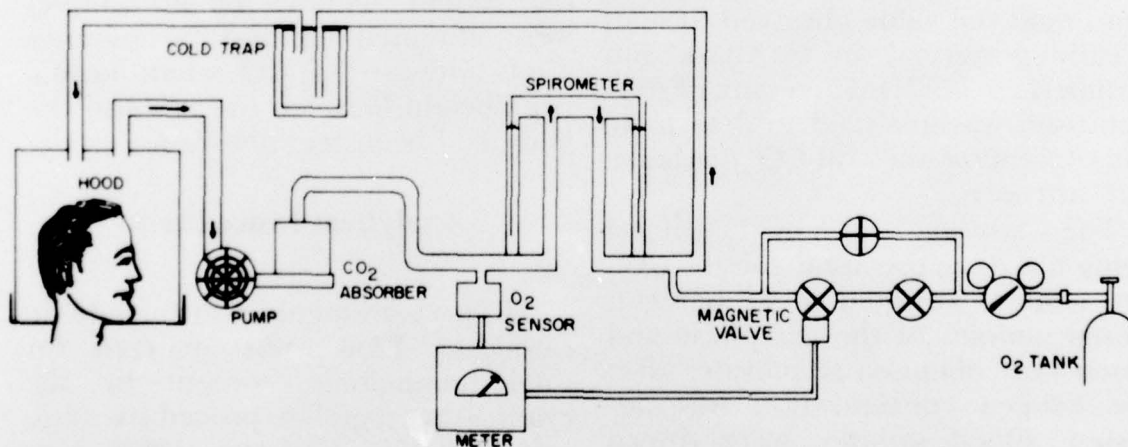 COLD TRAP
SPIROMETER
HOOD
CO₂
ABSORBER
PUMP
O₂
SENSOR
MAGNETIC
VALVE
O₂ TANK
METER